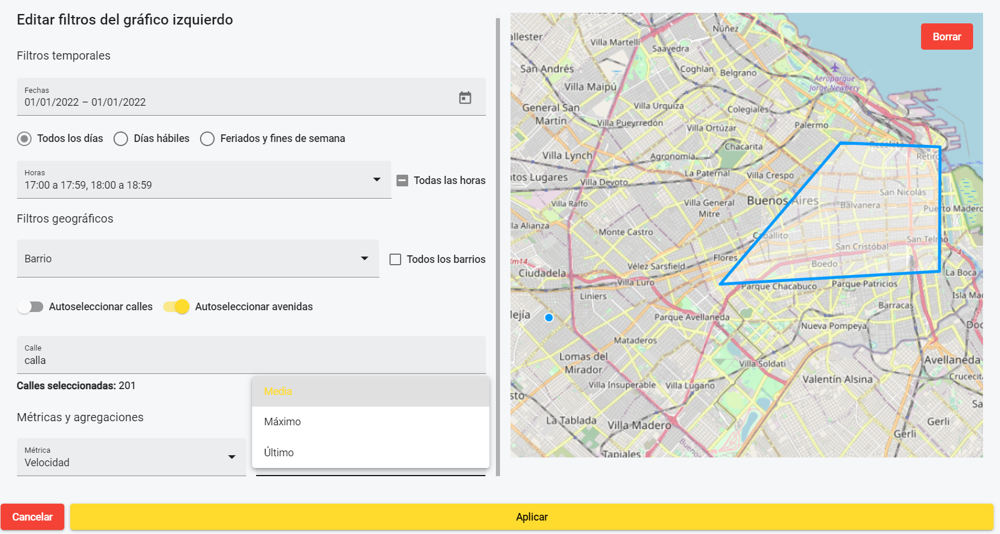 Editar filtros del gráfico izquierdo
Filtros temporales
Fechas
01/01/2022 – 01/01/2022
Todos los días
Días hábiles
Feriados y fines de semana
Horas
17:00 a 17:59, 18:00 a 18:59
Todas las horas
Filtros geográficos
Barrio
Todos los barrios
Autoseleccionar calles
Autoseleccionar avenidas
Calle
calla
Calles seleccionadas: 201
Métricas y agregaciones
Métrica
Velocidad
Media
Máximo
Último
Cancelar
Aplicar
Borrar
Núñez
allester
Villa Martelli
Saavedra
San Andrés
Coghlan
Belgrano
Aeroparque
Jorge Newbery
Villa Maipú
General San
Martín
Villa Urquiza
Colegiales
Villa Pueyrredón
Villa Ortúzar
Palermo
Recoleta
Chacarita
Retiro
Villa Lynch
Agronomía
La Paternal
Villa Crespo
tos Lugares
Villa Devoto
San Nicolás
Villa Raffo
Villa General
Mitre
Buenos Aires
Balvanera
Puerto Madero
la Alianza
Monte Castro
Caballito
San Telmo
San Cristóbal
Flores
Boedo
Km14
4
Ciudadela
Vélez Sarsfield
La Boca
Villa Luro
Parque Chacabuco
Parque Patricios
Liniers
Isla Ma
Barracas
ejía
Parque Avellaneda
Nueva Pompeya
Doc
Mataderos
Lomas del
Mirador
Villa Soldati
Avellaneda
Crucecit
Villa Insuperable
Villa Lugano
Valentín Alsina
sto
Sa
La Tablada
Villa Madero
Gerli
Gerli
Buenos
Tapiales